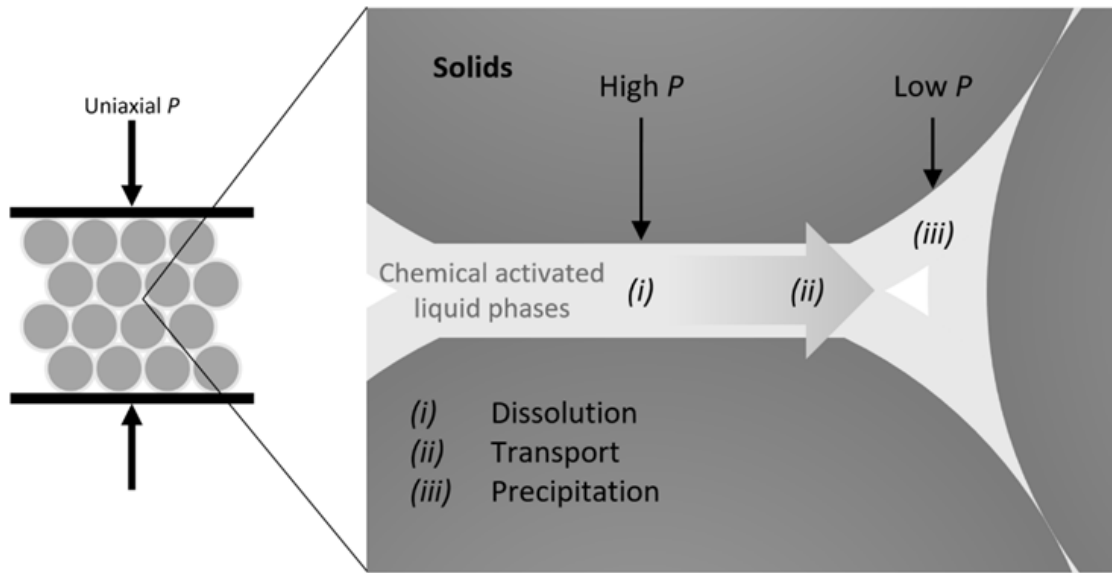 Uniaxial P
Solids
High P
Low P
Chemical activated
liquid phases
(i)
(ii)
(iii)
(i) Dissolution
(ii) Transport
(iii) Precipitation